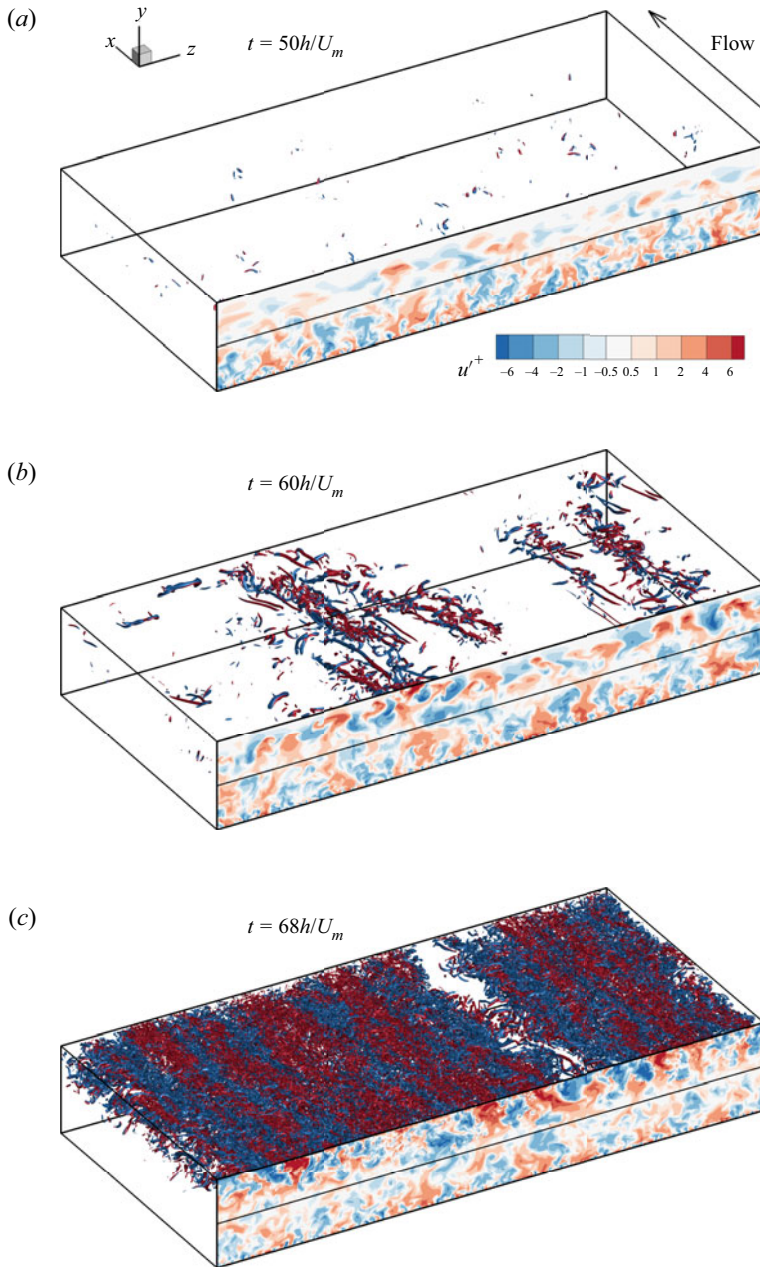 (a)
y
x
z
t = 50h/U_m
Flow
u′⁺
–6 –4 –2 –1 –0.5 0.5 1 2 4 6
(b)
t = 60h/U_m
(c)
t = 68h/U_m